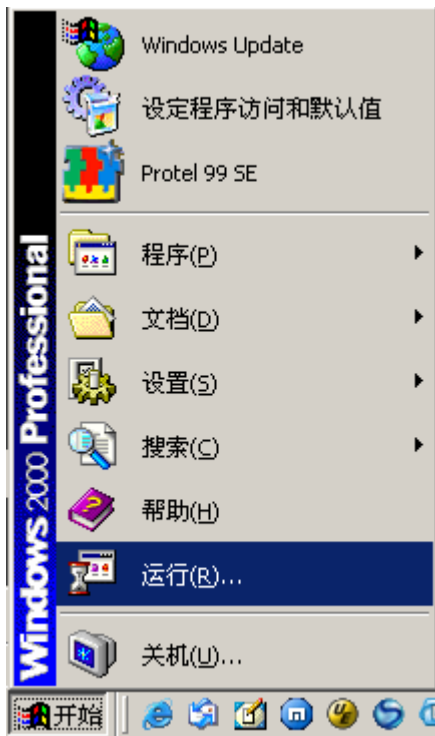 Windows Update
设定程序访问和默认值
Protel 99 SE
程序(P)
文档(D)
设置(S)
搜索(C)
帮助(H)
运行(R)...
关机(U)...
Windows 2000 Professional
开始